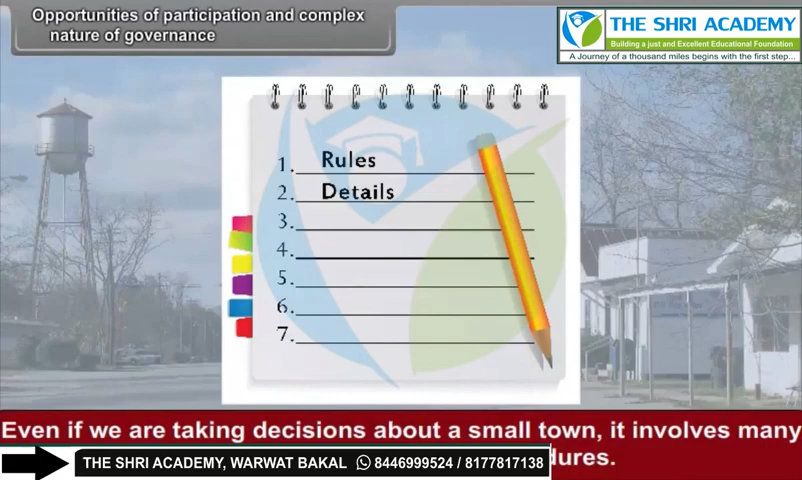 Opportunities of participation and complex
nature of governance
THE SHRI ACADEMY
Building a just and Excellent Educational Foundation
A Journey of a thousand miles begins with the first step...
1. Rules
2. Details
3.
4.
5.
6.
7.
Even if we are taking decisions about a small town, it involves many
dures.
THE SHRI ACADEMY, WARWAT BAKAL 8446999524 / 8177817138